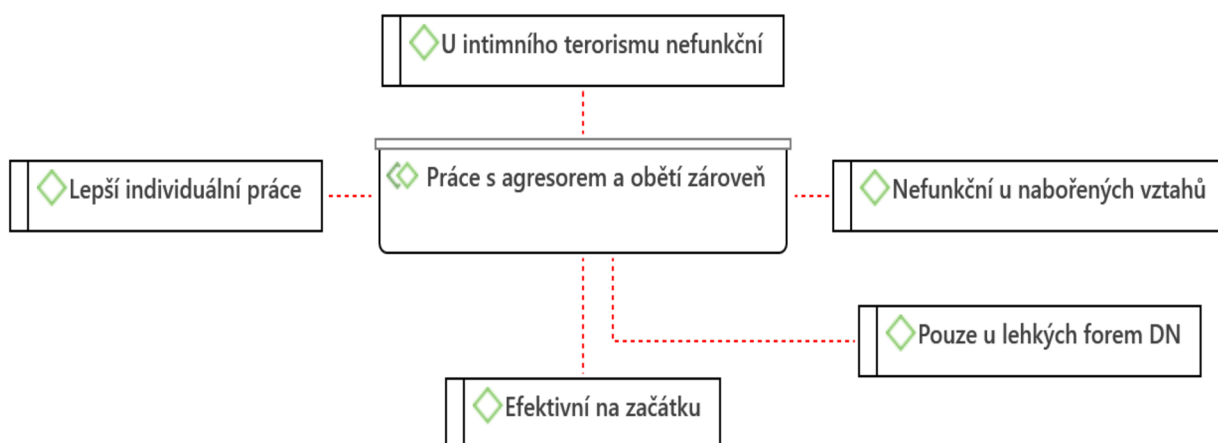 U intimního terorismu nefunkční
Práce s agresorem a obětí zároveň
Lepší individuální práce
Nefunkční u nabořených vztahů
Pouze u lehkých forem DN
Efektivní na začátku